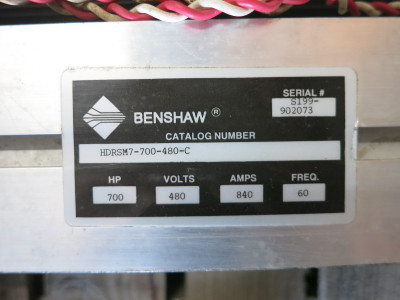 SERIAL #
S199-
902073
BENSHAW ®
CATALOG NUMBER
HDRSM7-700-480-C
HP VOLTS AMPS FREQ.
700 480 840 60